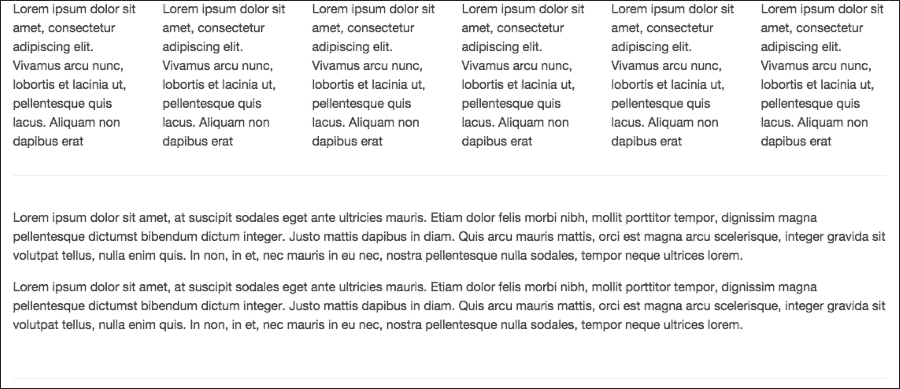 Lorem ipsum dolor sit
amet, consectetur
adipiscing elit.
Vivamus arcu nunc,
lobortis et lacinia ut,
pellentesque quis
lacus. Aliquam non
dapibus erat
Lorem ipsum dolor sit
amet, consectetur
adipiscing elit.
Vivamus arcu nunc,
lobortis et lacinia ut,
pellentesque quis
lacus. Aliquam non
dapibus erat
Lorem ipsum dolor sit
amet, consectetur
adipiscing elit.
Vivamus arcu nunc,
lobortis et lacinia ut,
pellentesque quis
lacus. Aliquam non
dapibus erat
Lorem ipsum dolor sit
amet, consectetur
adipiscing elit.
Vivamus arcu nunc,
lobortis et lacinia ut,
pellentesque quis
lacus. Aliquam non
dapibus erat
Lorem ipsum dolor sit
amet, consectetur
adipiscing elit.
Vivamus arcu nunc,
lobortis et lacinia ut,
pellentesque quis
lacus. Aliquam non
dapibus erat
Lorem ipsum dolor sit
amet, consectetur
adipiscing elit.
Vivamus arcu nunc,
lobortis et lacinia ut,
pellentesque quis
lacus. Aliquam non
dapibus erat
Lorem ipsum dolor sit amet, at suscipit sodales eget ante ultricies mauris. Etiam dolor felis morbi nibh, mollit porttitor tempor, dignissim magna
pellentesque dictumst bibendum dictum integer. Justo mattis dapibus in diam. Quis arcu mauris mattis, orci est magna arcu scelerisque, integer gravida sit
volutpat tellus, nulla enim quis. In non, in et, nec mauris in eu nec, nostra pellentesque nulla sodales, tempor neque ultrices lorem.
Lorem ipsum dolor sit amet, at suscipit sodales eget ante ultricies mauris. Etiam dolor felis morbi nibh, mollit porttitor tempor, dignissim magna
pellentesque dictumst bibendum dictum integer. Justo mattis dapibus in diam. Quis arcu mauris mattis, orci est magna arcu scelerisque, integer gravida sit
volutpat tellus, nulla enim quis. In non, in et, nec mauris in eu nec, nostra pellentesque nulla sodales, tempor neque ultrices lorem.